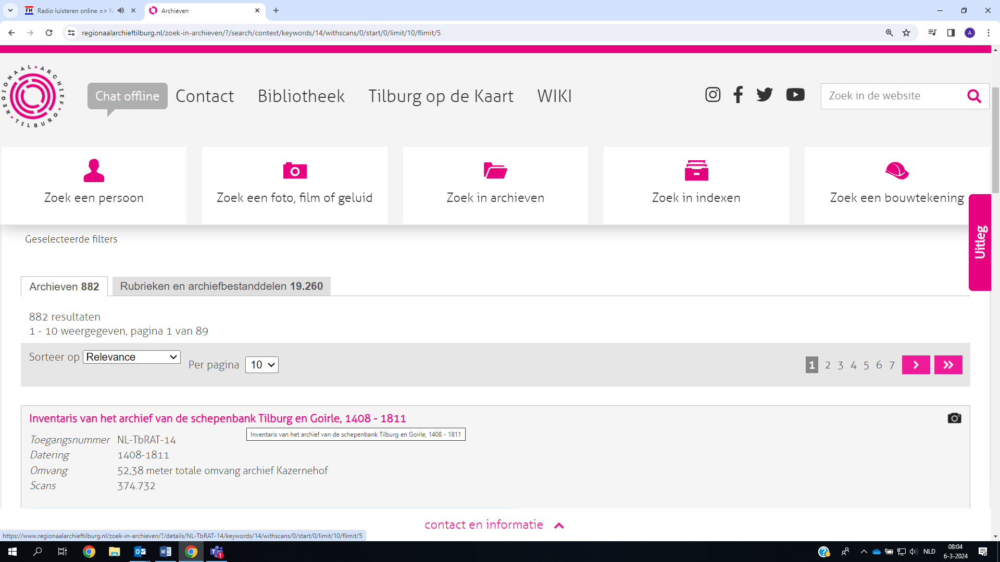 Radio luisteren online => N
Archieven
regionaalarchieftilburg.nl/zoek-in-archieven/?/search/context/keywords/14/withscans/0/start/0/limit/10/flimit/5
A
REGIONAAL · ARCHIEF · TILBURG ·
Chat offline
Contact
Bibliotheek
Tilburg op de Kaart
WIKI
Zoek in de website
Zoek een persoon
Zoek een foto, film of geluid
Zoek in archieven
Zoek in indexen
Zoek een bouwtekening
Uitleg
Geselecteerde filters
Archieven 882
Rubrieken en archiefbestanddelen 19.260
882 resultaten
1 - 10 weergegeven, pagina 1 van 89
Sorteer op Relevance
Per pagina 10
1 2 3 4 5 6 7
Inventaris van het archief van de schepenbank Tilburg en Goirle, 1408 - 1811
Inventaris van het archief van de schepenbank Tilburg en Goirle, 1408 - 1811
Toegangsnummer NL-TbRAT-14
Datering 1408-1811
Omvang 52,38 meter totale omvang archief Kazernehof
Scans 374.732
contact en informatie
https://www.regionaalarchieftilburg.nl/zoek-in-archieven/?/details/NL-TbRAT-14/keywords/14/withscans/0/start/0/limit/10/flimit/5
NLD
08:04
6-3-2024